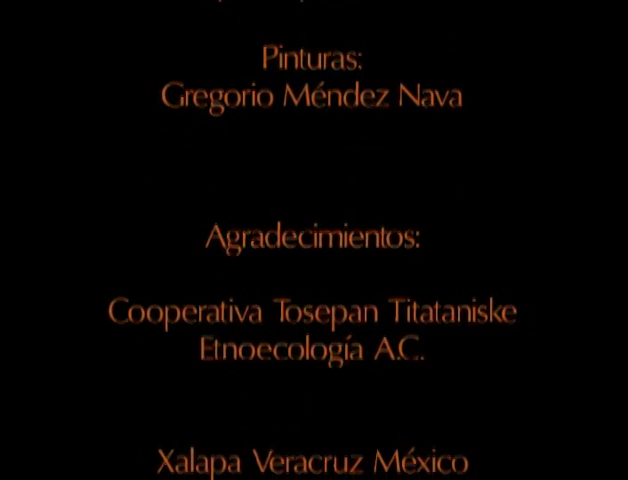 Pinturas:
Gregorio Méndez Nava
Agradecimientos:
Cooperativa Tosepan Titataniske
Etnoecología A.C.
Xalapa Veracruz México